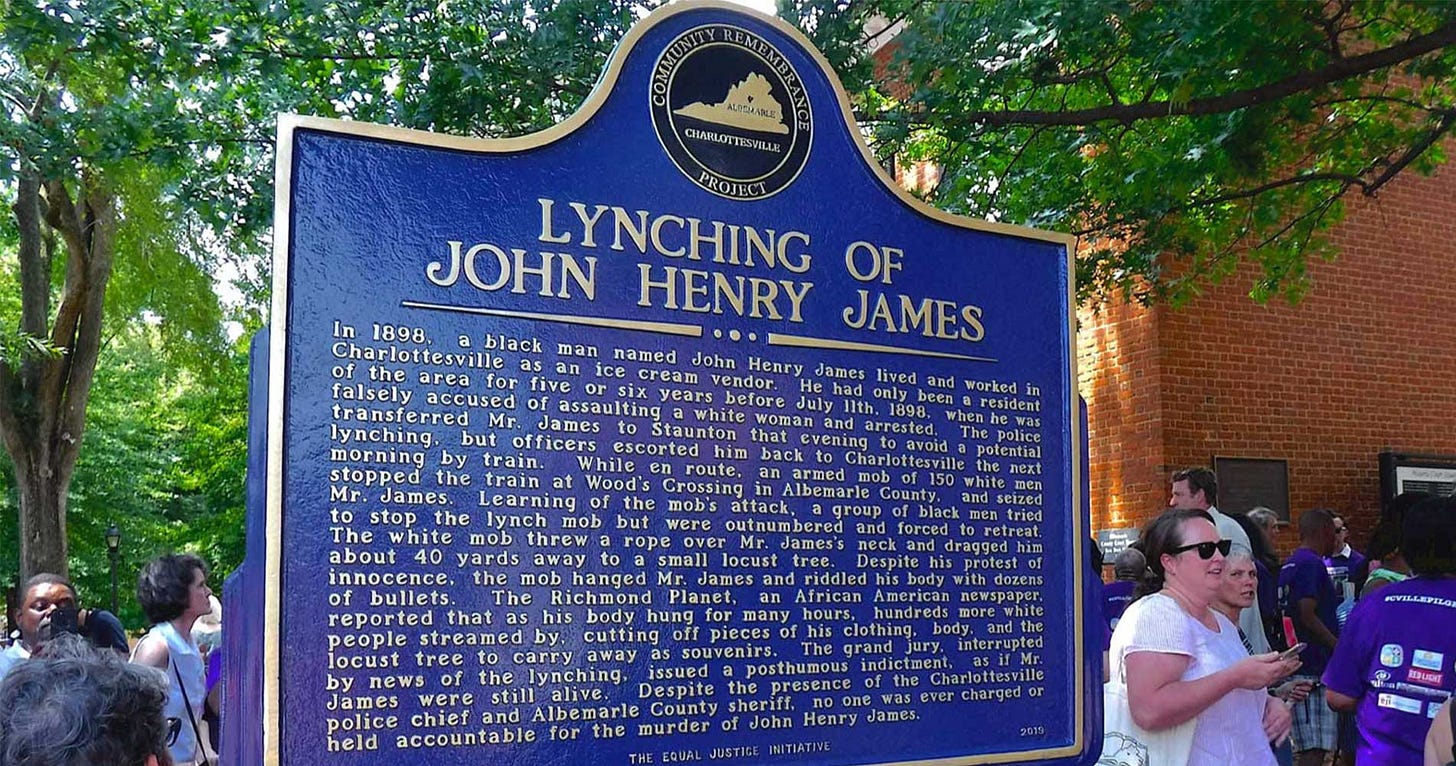 COMMUNITY REMEMBRANCE
ALBEMARLE
CHARLOTTESVILLE
PROJECT
LYNCHING OF
JOHN HENRY JAMES
In 1898, a black man named John Henry James lived and worked in
Charlottesville as an ice cream vendor. He had only been a resident
of the area for five or six years before July 11th, 1898, when he was
falsely accused of assaulting a white woman and arrested. The police
transferred Mr. James to Staunton that evening to avoid a potential
lynching, but officers escorted him back to Charlottesville the next
morning by train. While en route, an armed mob of 150 white men
stopped the train at Wood's Crossing in Albemarle County, and seized
Mr. James. Learning of the mob's attack, a group of black men tried
to stop the lynch mob but were outnumbered and forced to retreat.
The white mob threw a rope over Mr. James's neck and dragged him
about 40 yards away to a small locust tree. Despite his protest of
innocence, the mob hanged Mr. James and riddled his body with dozens
of bullets. The Richmond Planet, an African American newspaper,
reported that as his body hung for many hours, hundreds more white
people streamed by, cutting off pieces of his clothing, body, and the
locust tree to carry away as souvenirs. The grand jury, interrupted
by news of the lynching, issued a posthumous indictment, as if Mr.
James were still alive. Despite the presence of the Charlottesville
police chief and Albemarle County sheriff, no one was ever charged or
held accountable for the murder of John Henry James.
2019
THE EQUAL JUSTICE INITIATIVE
#CVILLEPIL
RED LIGHT
eji